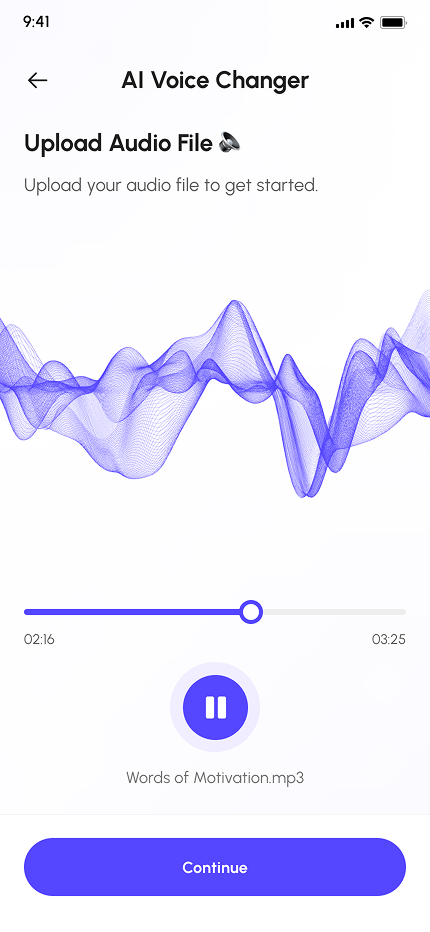 9:41
AI Voice Changer
Upload Audio File 🔈
Upload your audio file to get started.
02:16 03:25
Words of Motivation.mp3
Continue